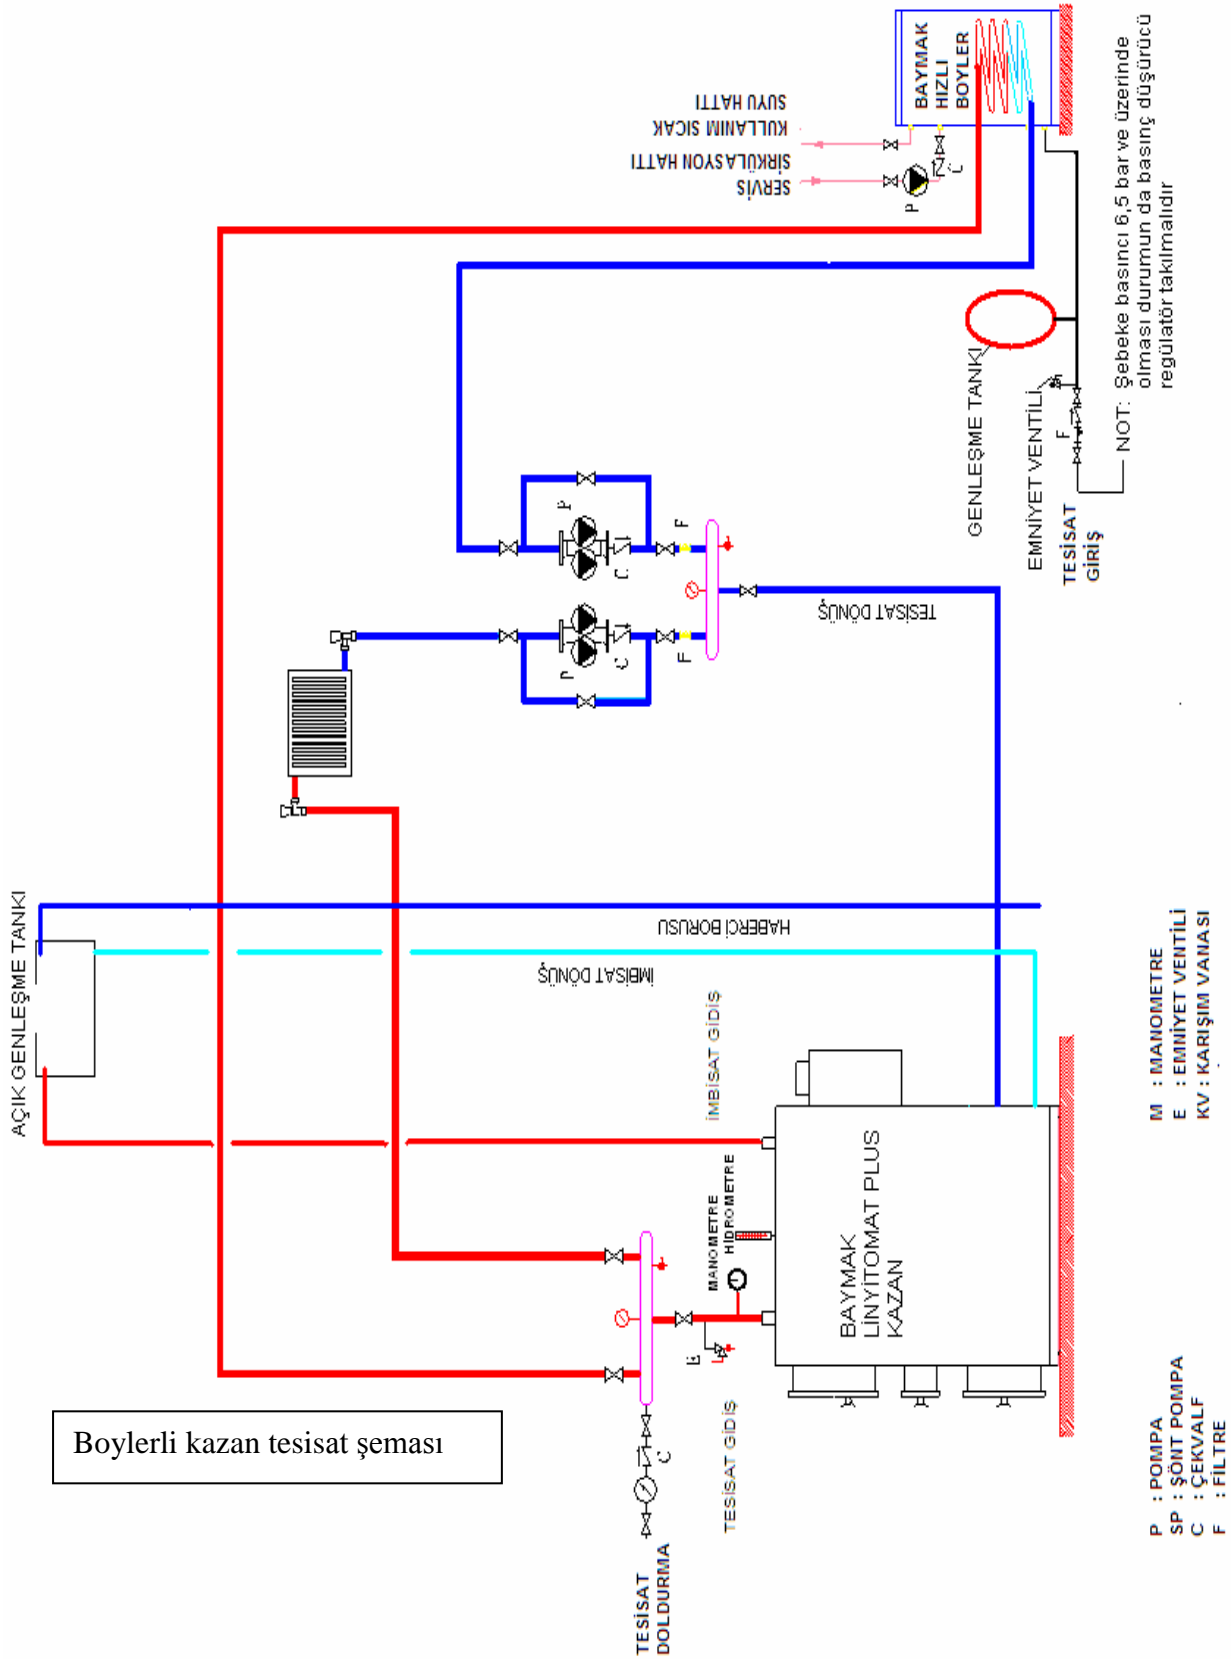 AÇIK GENLEŞME TANKI
BAYMAK
HIZLI
BOYLER
KULLANIM SICAK
SUYU HATTI
SERVİS
SİRKÜLASYON HATTI
P
C
GENLEŞME TANKI
EMNİYET VENTİLİ
F
TESİSAT
GİRİŞ
NOT: Şebeke basıncı 6,5 bar ve üzerinde
olması durumun da basınç düşürücü
regülatör takılmalıdır
P
C
F
P
C
F
TESİSAT DÖNÜŞ
HABERCİ BORUSU
İMBİSAT DÖNÜŞ
İMBİSAT GİDİŞ
MANOMETRE
HİDROMETRE
E
TESİSAT GİDİŞ
BAYMAK
LİNYİTOMAT PLUS
KAZAN
C
TESİSAT
DOLDURMA
Boylerli kazan tesisat şeması
P : POMPA
SP : ŞÖNT POMPA
C : ÇEKVALF
F : FİLTRE
M : MANOMETRE
E : EMNİYET VENTİLİ
KV : KARIŞIM VANASI